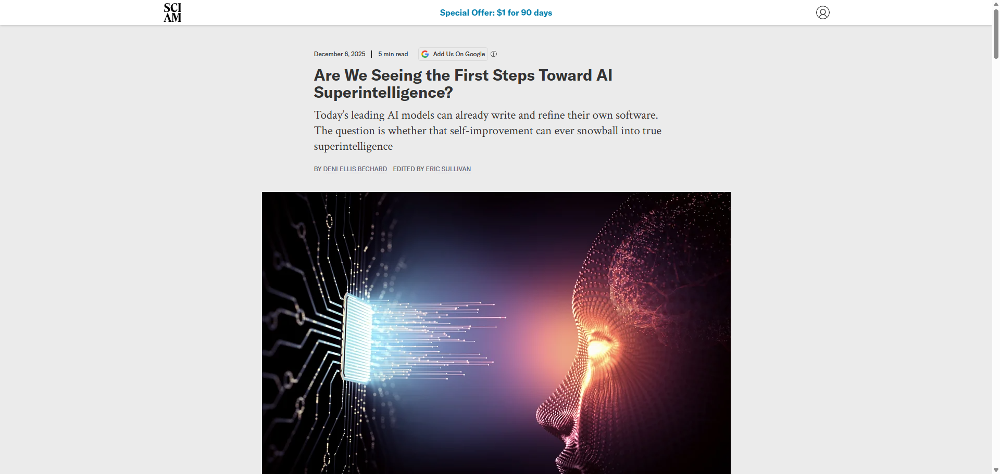 SCI
AM
Special Offer: $1 for 90 days
December 6, 2025 5 min read Add Us On Google
Are We Seeing the First Steps Toward AI
Superintelligence?
Today’s leading AI models can already write and refine their own software.
The question is whether that self-improvement can ever snowball into true
superintelligence
BY DENI ELLIS BÉCHARD EDITED BY ERIC SULLIVAN